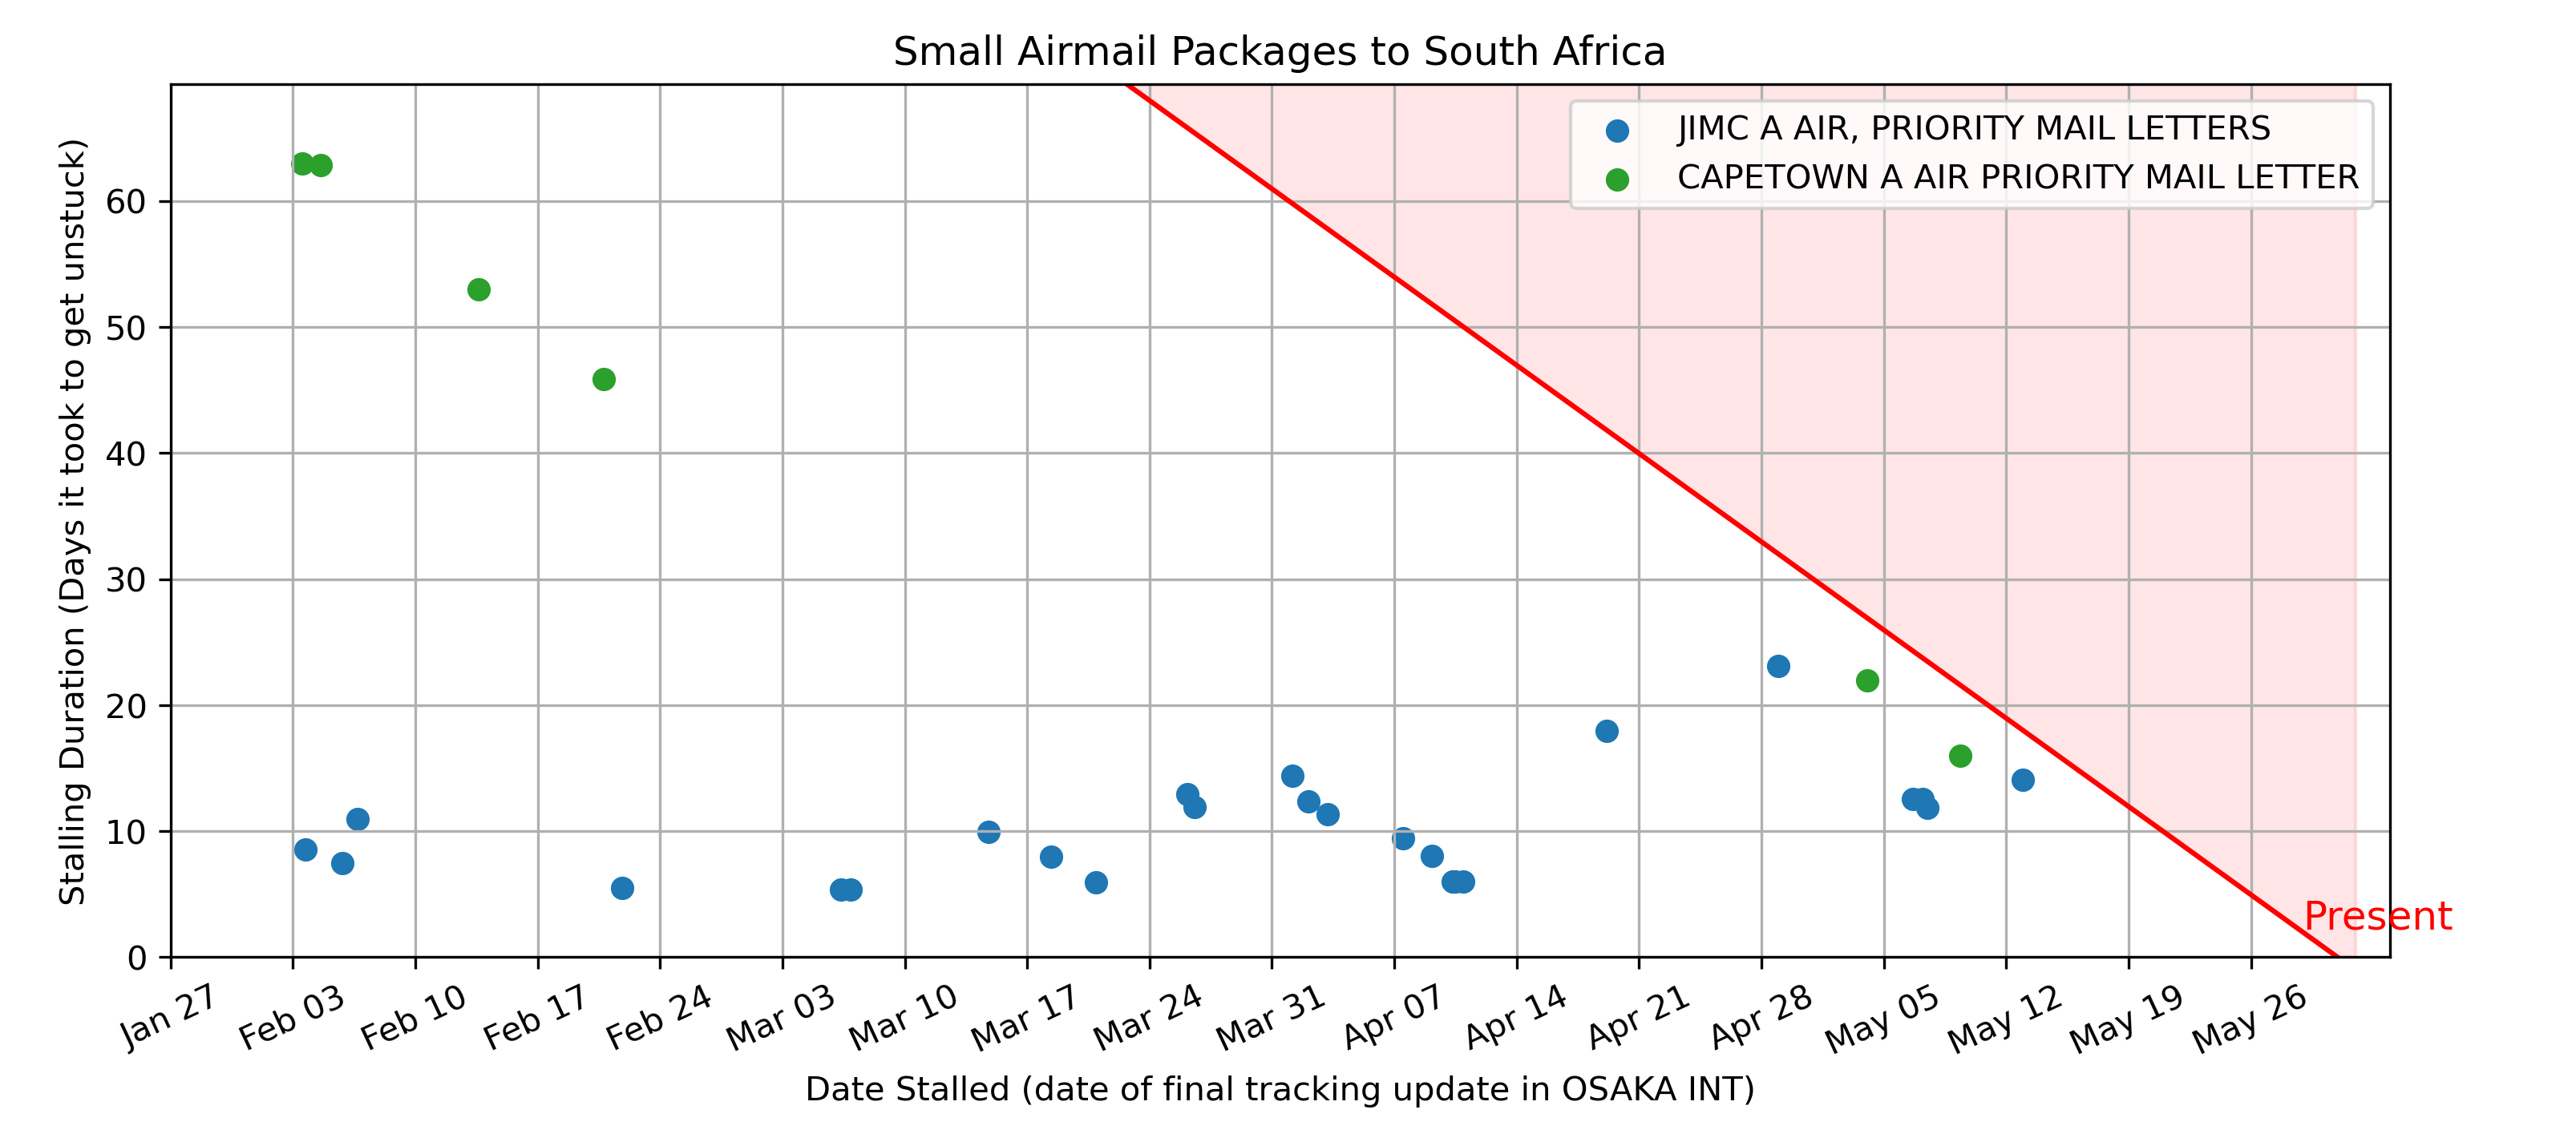 Small Airmail Packages to South Africa
JIMC A AIR, PRIORITY MAIL LETTERS
CAPETOWN A AIR PRIORITY MAIL LETTER
Stalling Duration (Days it took to get unstuck)
60
50
40
30
20
10
0
Present
Jan 27 Feb 03 Feb 10 Feb 17 Feb 24 Mar 03 Mar 10 Mar 17 Mar 24 Mar 31 Apr 07 Apr 14 Apr 21 Apr 28 May 05 May 12 May 19 May 26
Date Stalled (date of final tracking update in OSAKA INT)